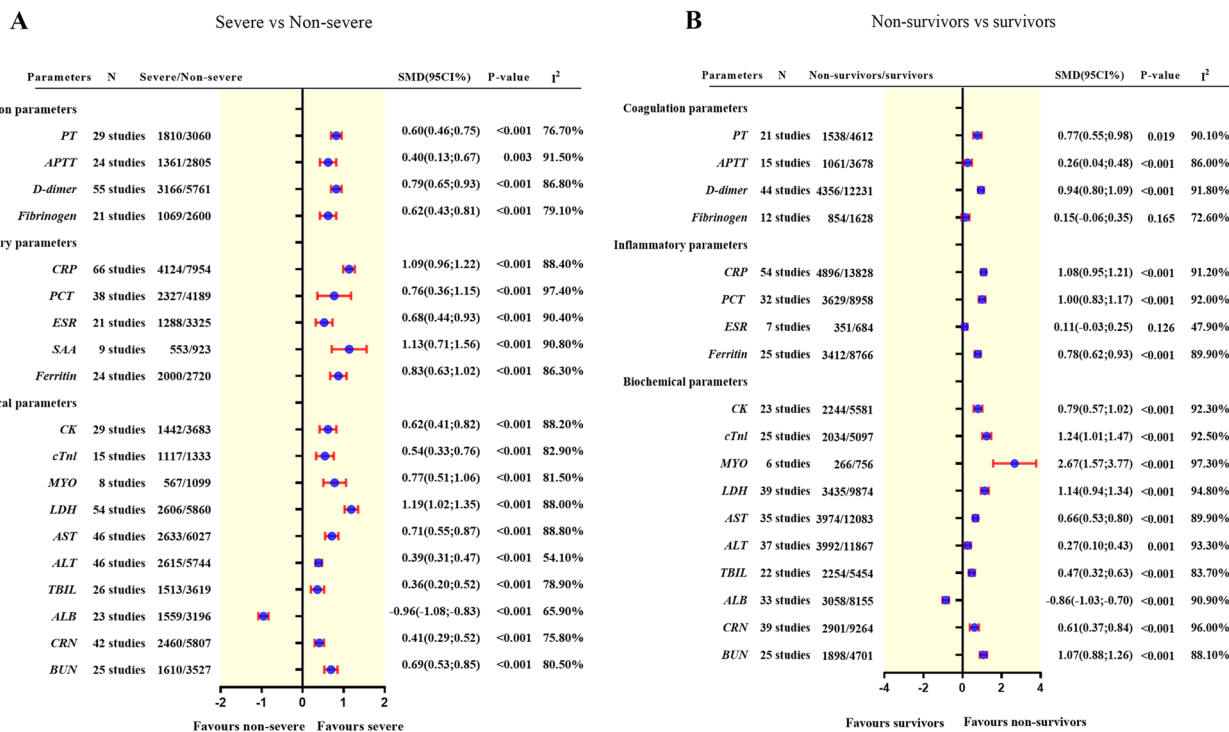 A
Severe vs Non-severe
Parameters N Severe/Non-severe SMD(95CI%) P-value I2
on parameters
PT 29 studies 1810/3060 0.60(0.46;0.75) <0.001 76.70%
APTT 24 studies 1361/2805 0.40(0.13;0.67) 0.003 91.50%
D-dimer 55 studies 3166/5761 0.79(0.65;0.93) <0.001 86.80%
Fibrinogen 21 studies 1069/2600 0.62(0.43;0.81) <0.001 79.10%
ry parameters
CRP 66 studies 4124/7954 1.09(0.96;1.22) <0.001 88.40%
PCT 38 studies 2327/4189 0.76(0.36;1.15) <0.001 97.40%
ESR 21 studies 1288/3325 0.68(0.44;0.93) <0.001 90.40%
SAA 9 studies 553/923 1.13(0.71;1.56) <0.001 90.80%
Ferritin 24 studies 2000/2720 0.83(0.63;1.02) <0.001 86.30%
cal parameters
CK 29 studies 1442/3683 0.62(0.41;0.82) <0.001 88.20%
cTnl 15 studies 1117/1333 0.54(0.33;0.76) <0.001 82.90%
MYO 8 studies 567/1099 0.77(0.51;1.06) <0.001 81.50%
LDH 54 studies 2606/5860 1.19(1.02;1.35) <0.001 88.00%
AST 46 studies 2633/6027 0.71(0.55;0.87) <0.001 88.80%
ALT 46 studies 2615/5744 0.39(0.31;0.47) <0.001 54.10%
TBIL 26 studies 1513/3619 0.36(0.20;0.52) <0.001 78.90%
ALB 23 studies 1559/3196 -0.96(-1.08;-0.83) <0.001 65.90%
CRN 42 studies 2460/5807 0.41(0.29;0.52) <0.001 75.80%
BUN 25 studies 1610/3527 0.69(0.53;0.85) <0.001 80.50%
-2 -1 0 1 2
Favours non-severe Favours severe
B
Non-survivors vs survivors
Parameters N Non-survivors/survivors SMD(95CI%) P-value I2
Coagulation parameters
PT 21 studies 1538/4612 0.77(0.55;0.98) 0.019 90.10%
APTT 15 studies 1061/3678 0.26(0.04;0.48) <0.001 86.00%
D-dimer 44 studies 4356/12231 0.94(0.80;1.09) <0.001 91.80%
Fibrinogen 12 studies 854/1628 0.15(-0.06;0.35) 0.165 72.60%
Inflammatory parameters
CRP 54 studies 4896/13828 1.08(0.95;1.21) <0.001 91.20%
PCT 32 studies 3629/8958 1.00(0.83;1.17) <0.001 92.00%
ESR 7 studies 351/684 0.11(-0.03;0.25) 0.126 47.90%
Ferritin 25 studies 3412/8766 0.78(0.62;0.93) <0.001 89.90%
Biochemical parameters
CK 23 studies 2244/5581 0.79(0.57;1.02) <0.001 92.30%
cTnl 25 studies 2034/5097 1.24(1.01;1.47) <0.001 92.50%
MYO 6 studies 266/756 2.67(1.57;3.77) <0.001 97.30%
LDH 39 studies 3435/9874 1.14(0.94;1.34) <0.001 94.80%
AST 35 studies 3974/12083 0.66(0.53;0.80) <0.001 89.90%
ALT 37 studies 3992/11867 0.27(0.10;0.43) 0.001 93.30%
TBIL 22 studies 2254/5454 0.47(0.32;0.63) <0.001 83.70%
ALB 33 studies 3058/8155 -0.86(-1.03;-0.70) <0.001 90.90%
CRN 39 studies 2901/9264 0.61(0.37;0.84) <0.001 96.00%
BUN 25 studies 1898/4701 1.07(0.88;1.26) <0.001 88.10%
-4 -2 0 2 4
Favours survivors Favours non-survivors